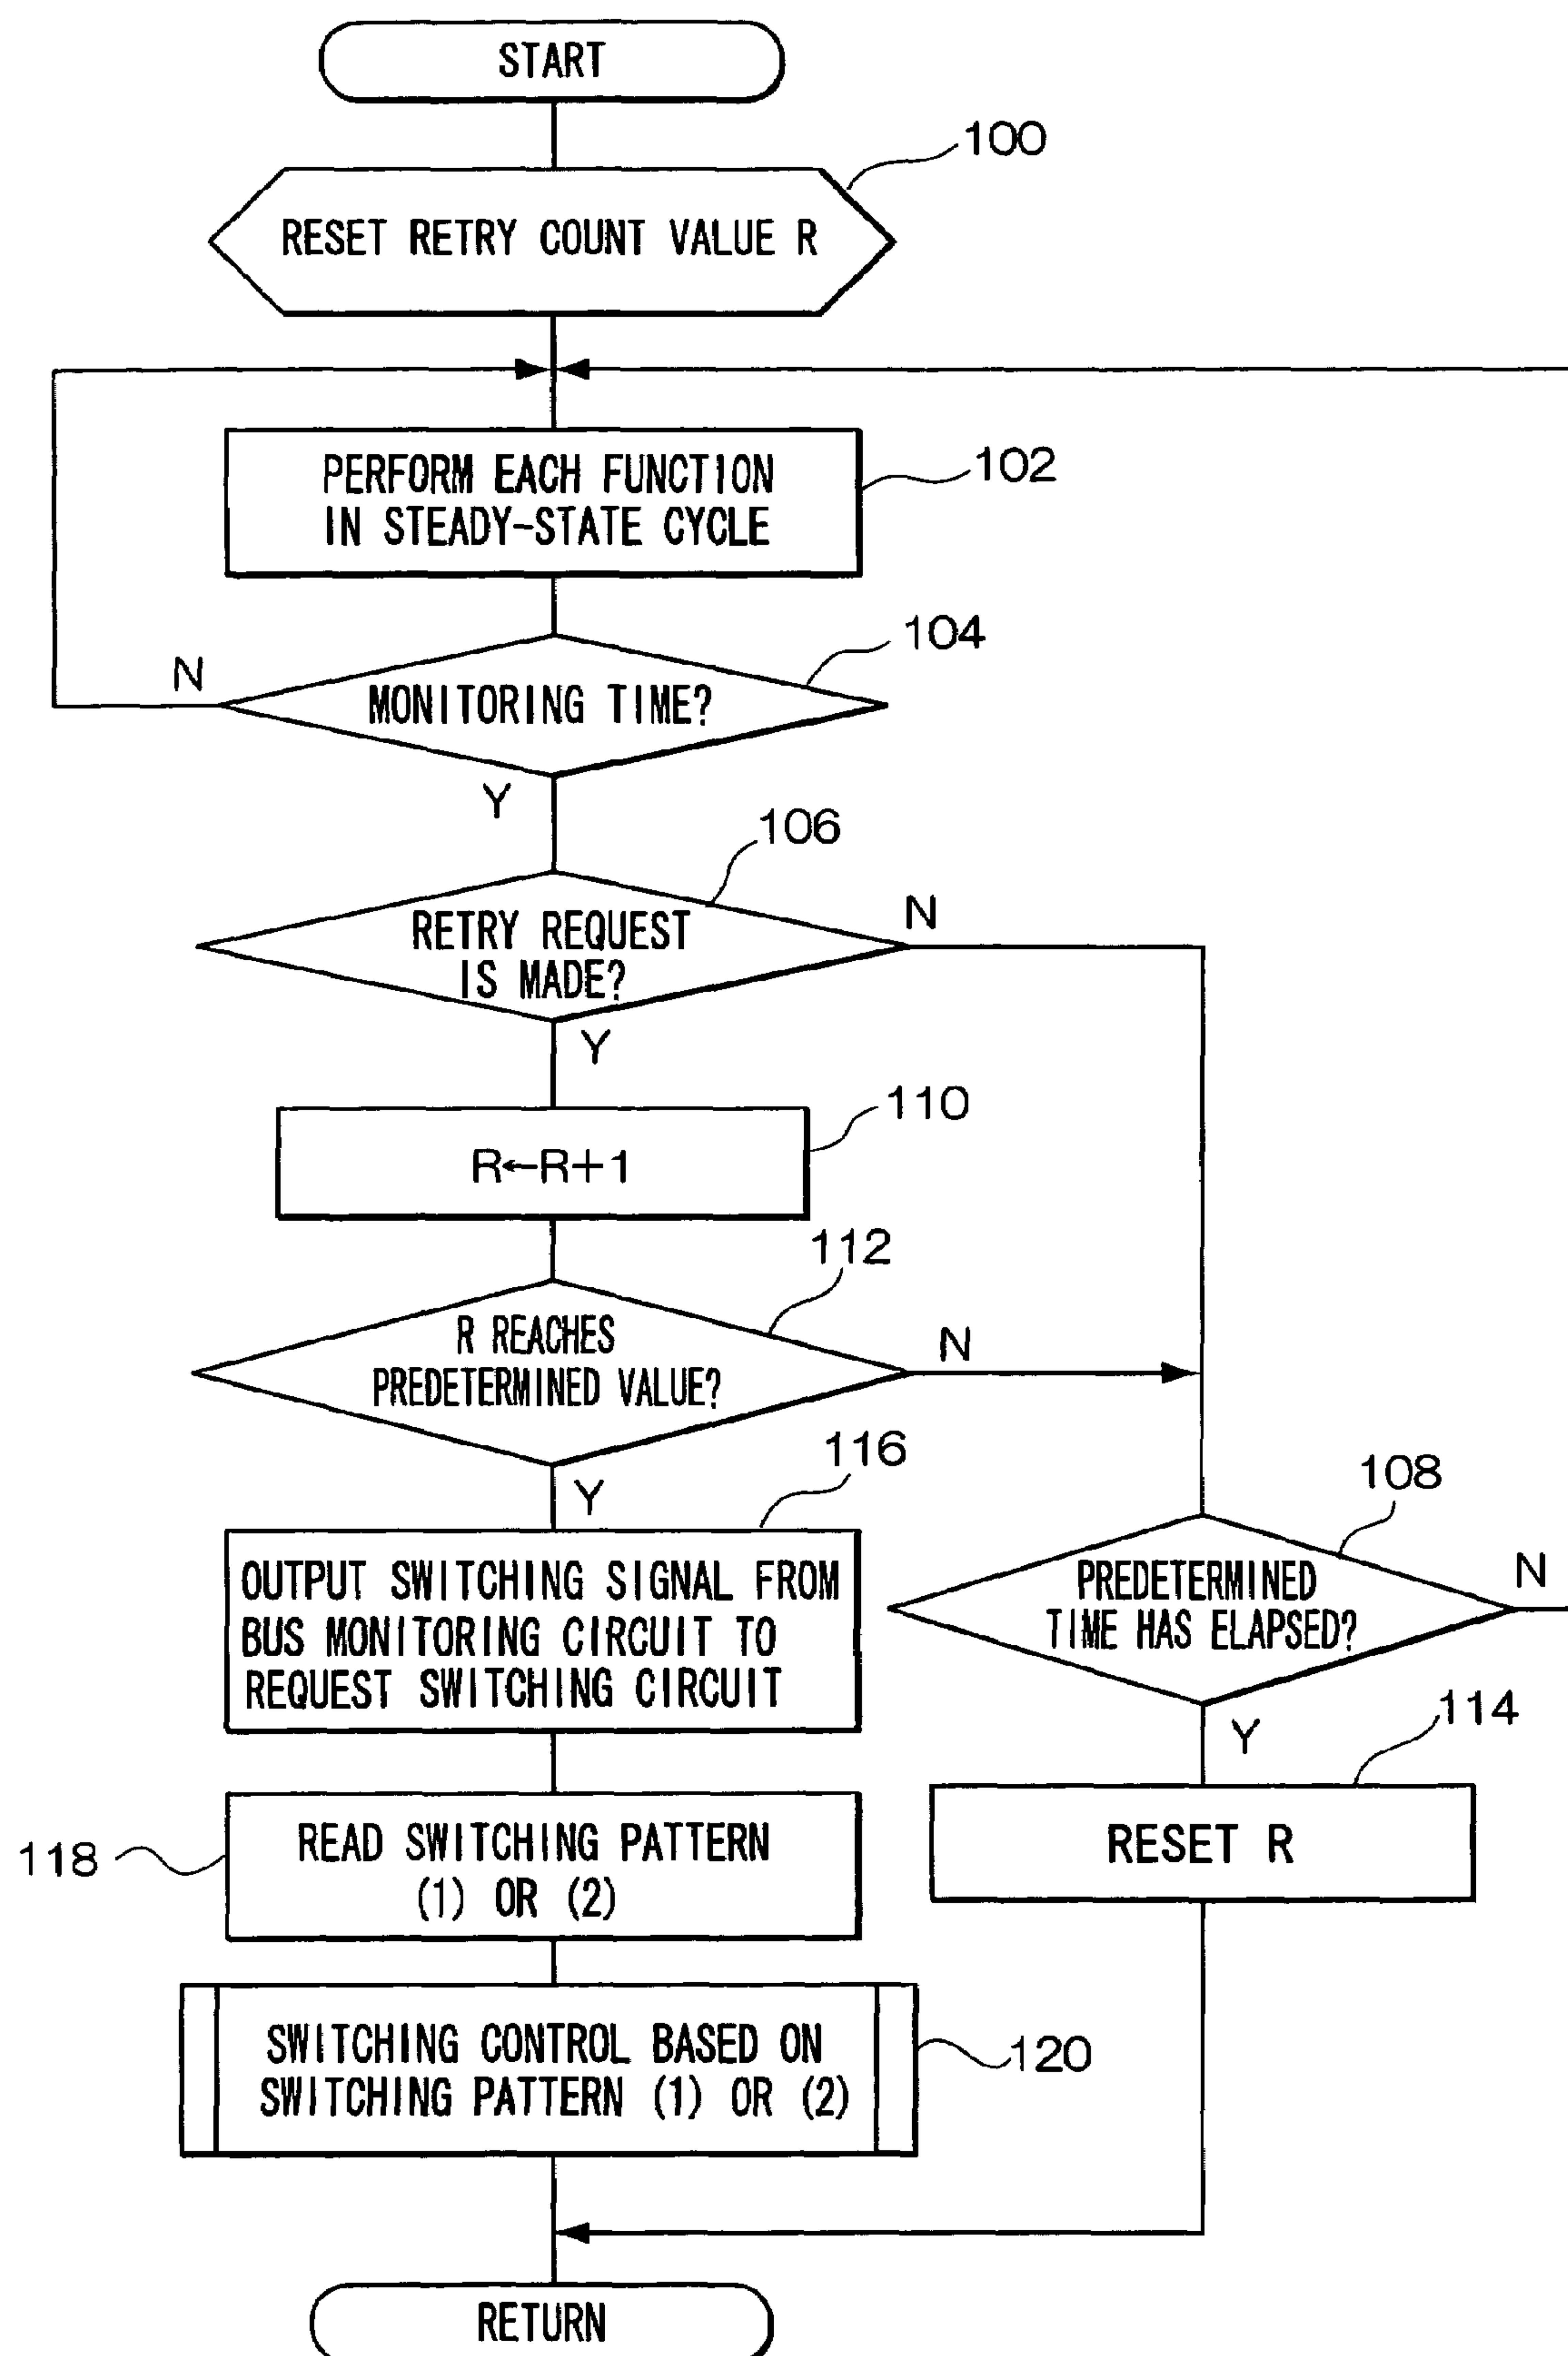 START
100
RESET RETRY COUNT VALUE R
PERFORM EACH FUNCTION
IN STEADY-STATE CYCLE
102
104
N
MONITORING TIME?
Y
106
N
RETRY REQUEST
IS MADE?
Y
110
R←R+1
112
R REACHES
PREDETERMINED VALUE?
N
116
Y
108
OUTPUT SWITCHING SIGNAL FROM
BUS MONITORING CIRCUIT TO
REQUEST SWITCHING CIRCUIT
PREDETERMINED
TIME HAS ELAPSED?
N
Y
114
118
READ SWITCHING PATTERN
(1) OR (2)
RESET R
SWITCHING CONTROL BASED ON
SWITCHING PATTERN (1) OR (2)
120
RETURN